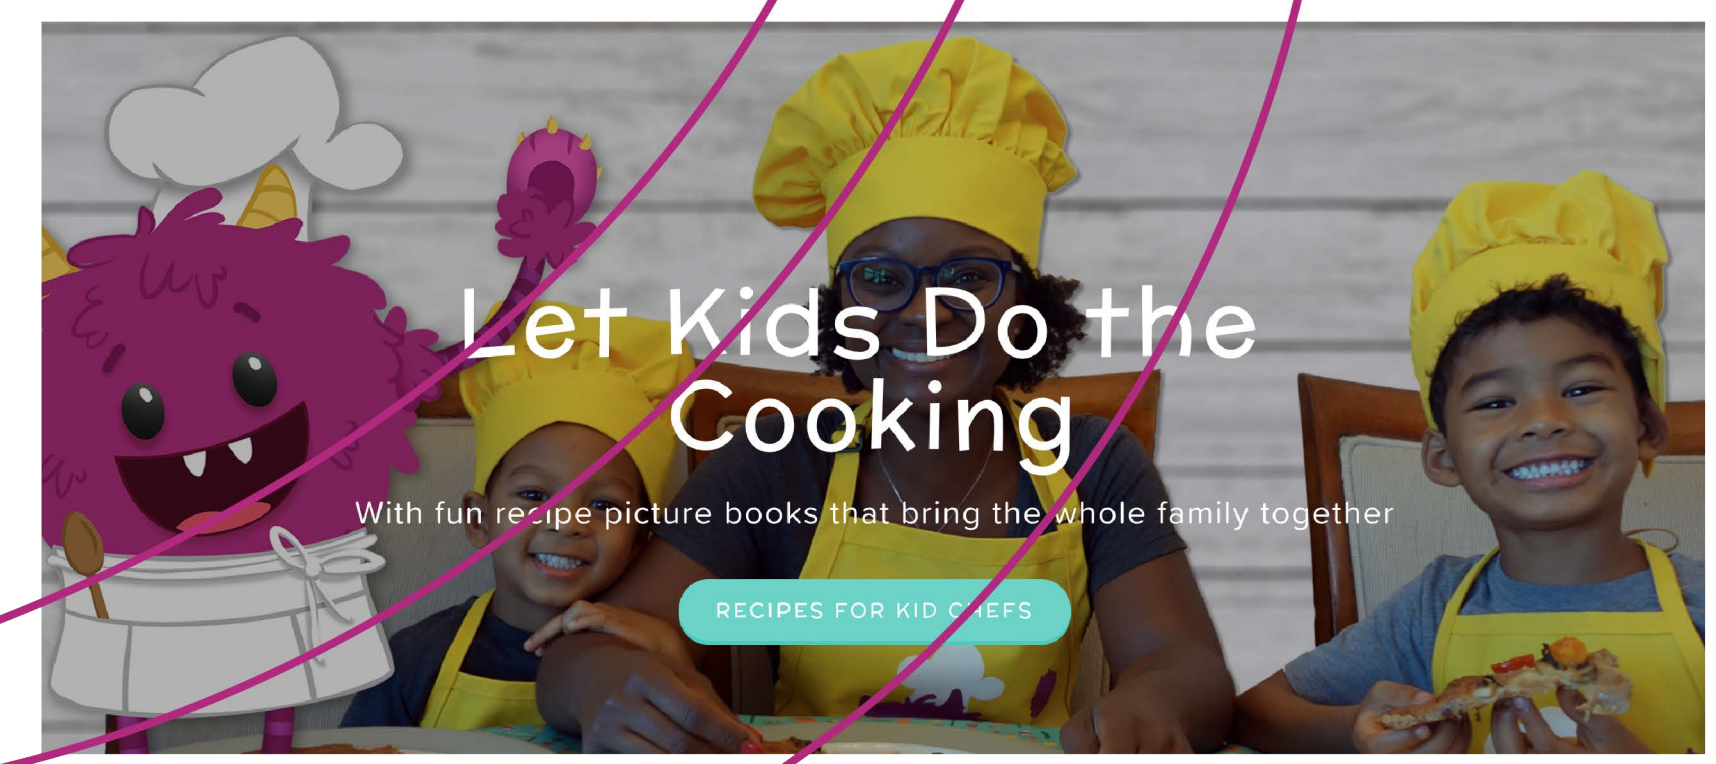 Let Kids Do the
Cooking
With fun recipe picture books that bring the whole family together
RECIPES FOR KID CHEFS